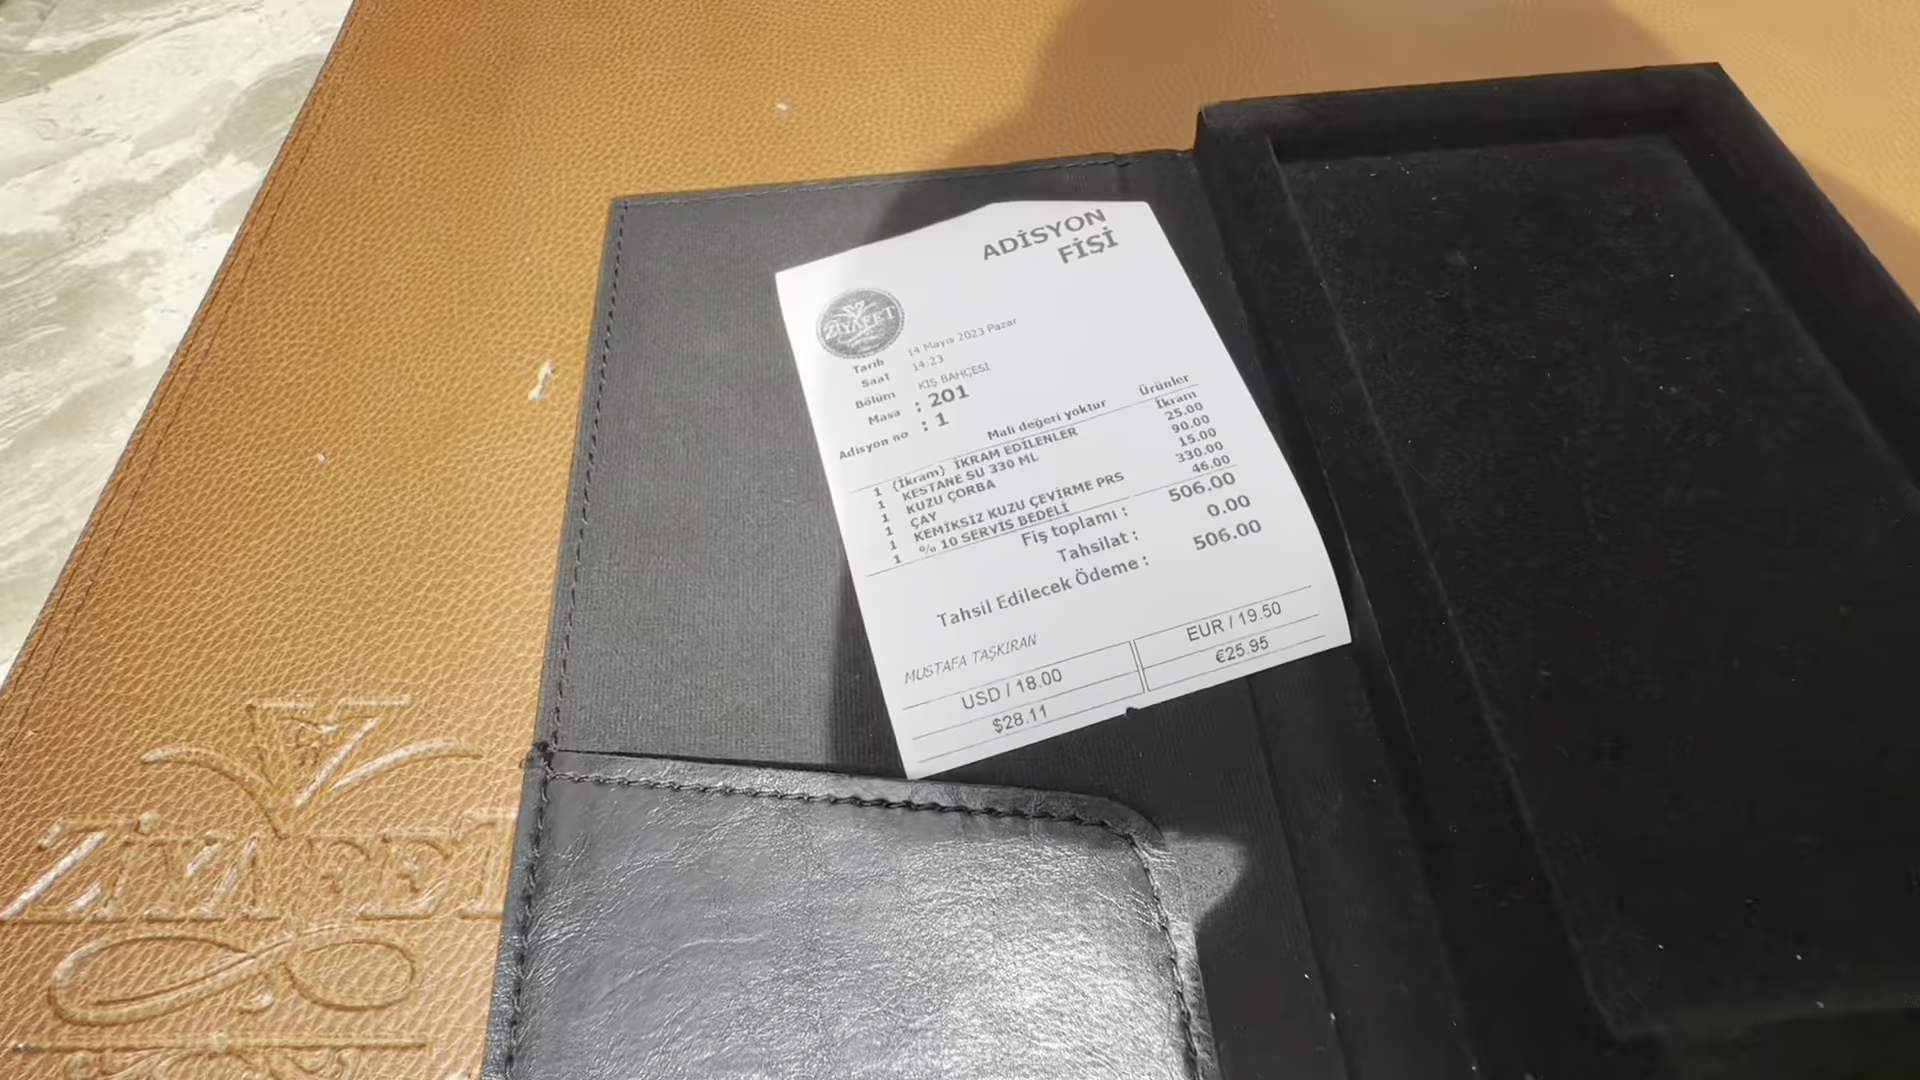 ADİSYON
FİŞİ
ZİYAFET
Tarih 14 Mayıs 2023 Pazar
Saat 14:23
Bölüm KIŞ BAHÇESİ
Masa : 201
Adisyon no : 1
Mali değeri yoktur Ürünler
1 (İkram) İKRAM EDİLENLER İkram
1 KESTANE SU 330 ML 25.00
1 KUZU ÇORBA 90.00
1 ÇAY 15.00
1 KEMİKSİZ KUZU ÇEVİRME PRS 330.00
1 % 10 SERVİS BEDELİ 46.00
Fiş toplamı : 506.00
Tahsilat : 0.00
Tahsil Edilecek Ödeme : 506.00
MUSTAFA TAŞKIRAN
USD / 18.00 EUR / 19.50
$28.11 €25.95
ZİYAFET